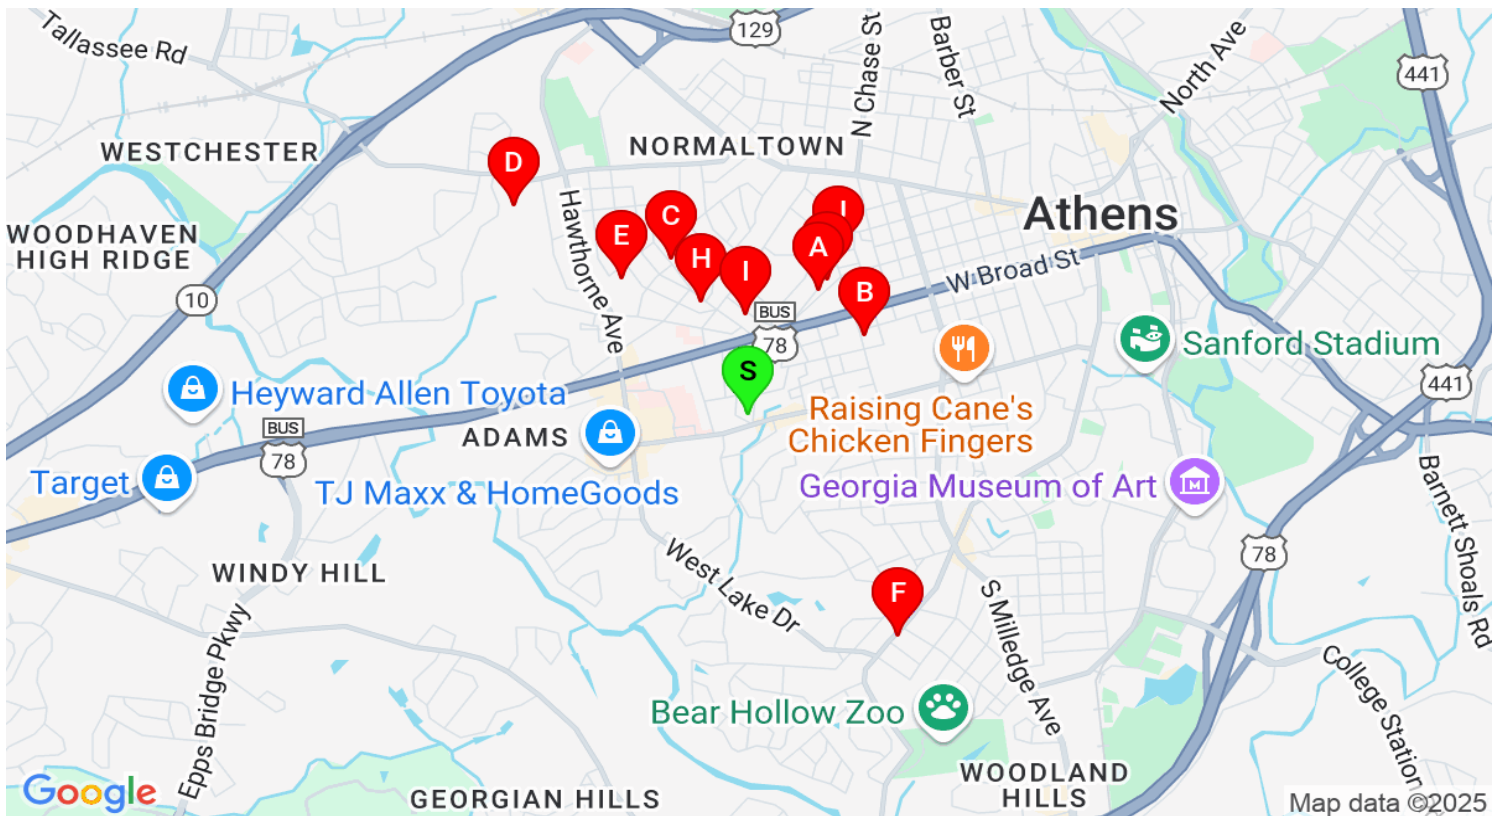 Tallassee Rd
129
N Chase St
Barber St
North Ave
441
WESTCHESTER
NORMALTOWN
D
Hawthorne Ave
C
J
Athens
WOODHAVEN
HIGH RIDGE
E
H
I
A
B
W Broad St
10
BUS
78
S
Sanford Stadium
Heyward Allen Toyota
441
Raising Cane's
Chicken Fingers
BUS
78
ADAMS
Target
TJ Maxx & HomeGoods
Georgia Museum of Art
Barnett Shoals Rd
78
WINDY HILL
West Lake Dr
F
S Milledge Ave
Epps Bridge Pkwy
College Station
Bear Hollow Zoo
WOODLAND
HILLS
Google
GEORGIAN HILLS
Map data ©2025